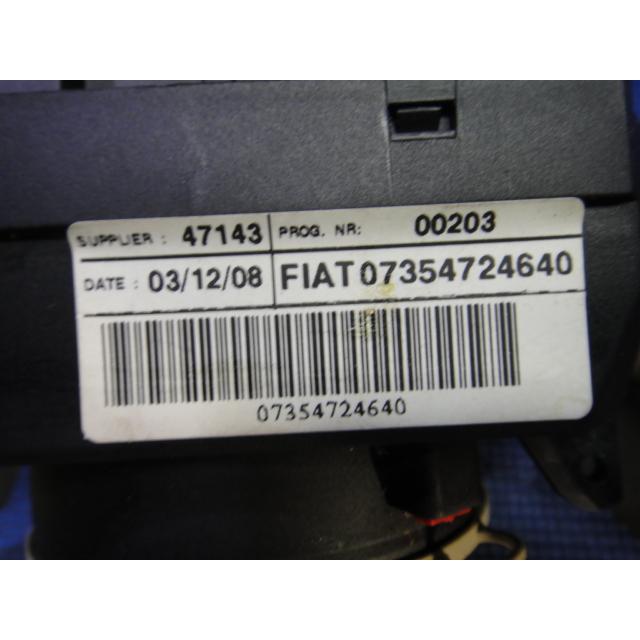 SUPPLIER : 47143 PROG. NR: 00203
DATE : 03/12/08 FIAT 07354724640
07354724640